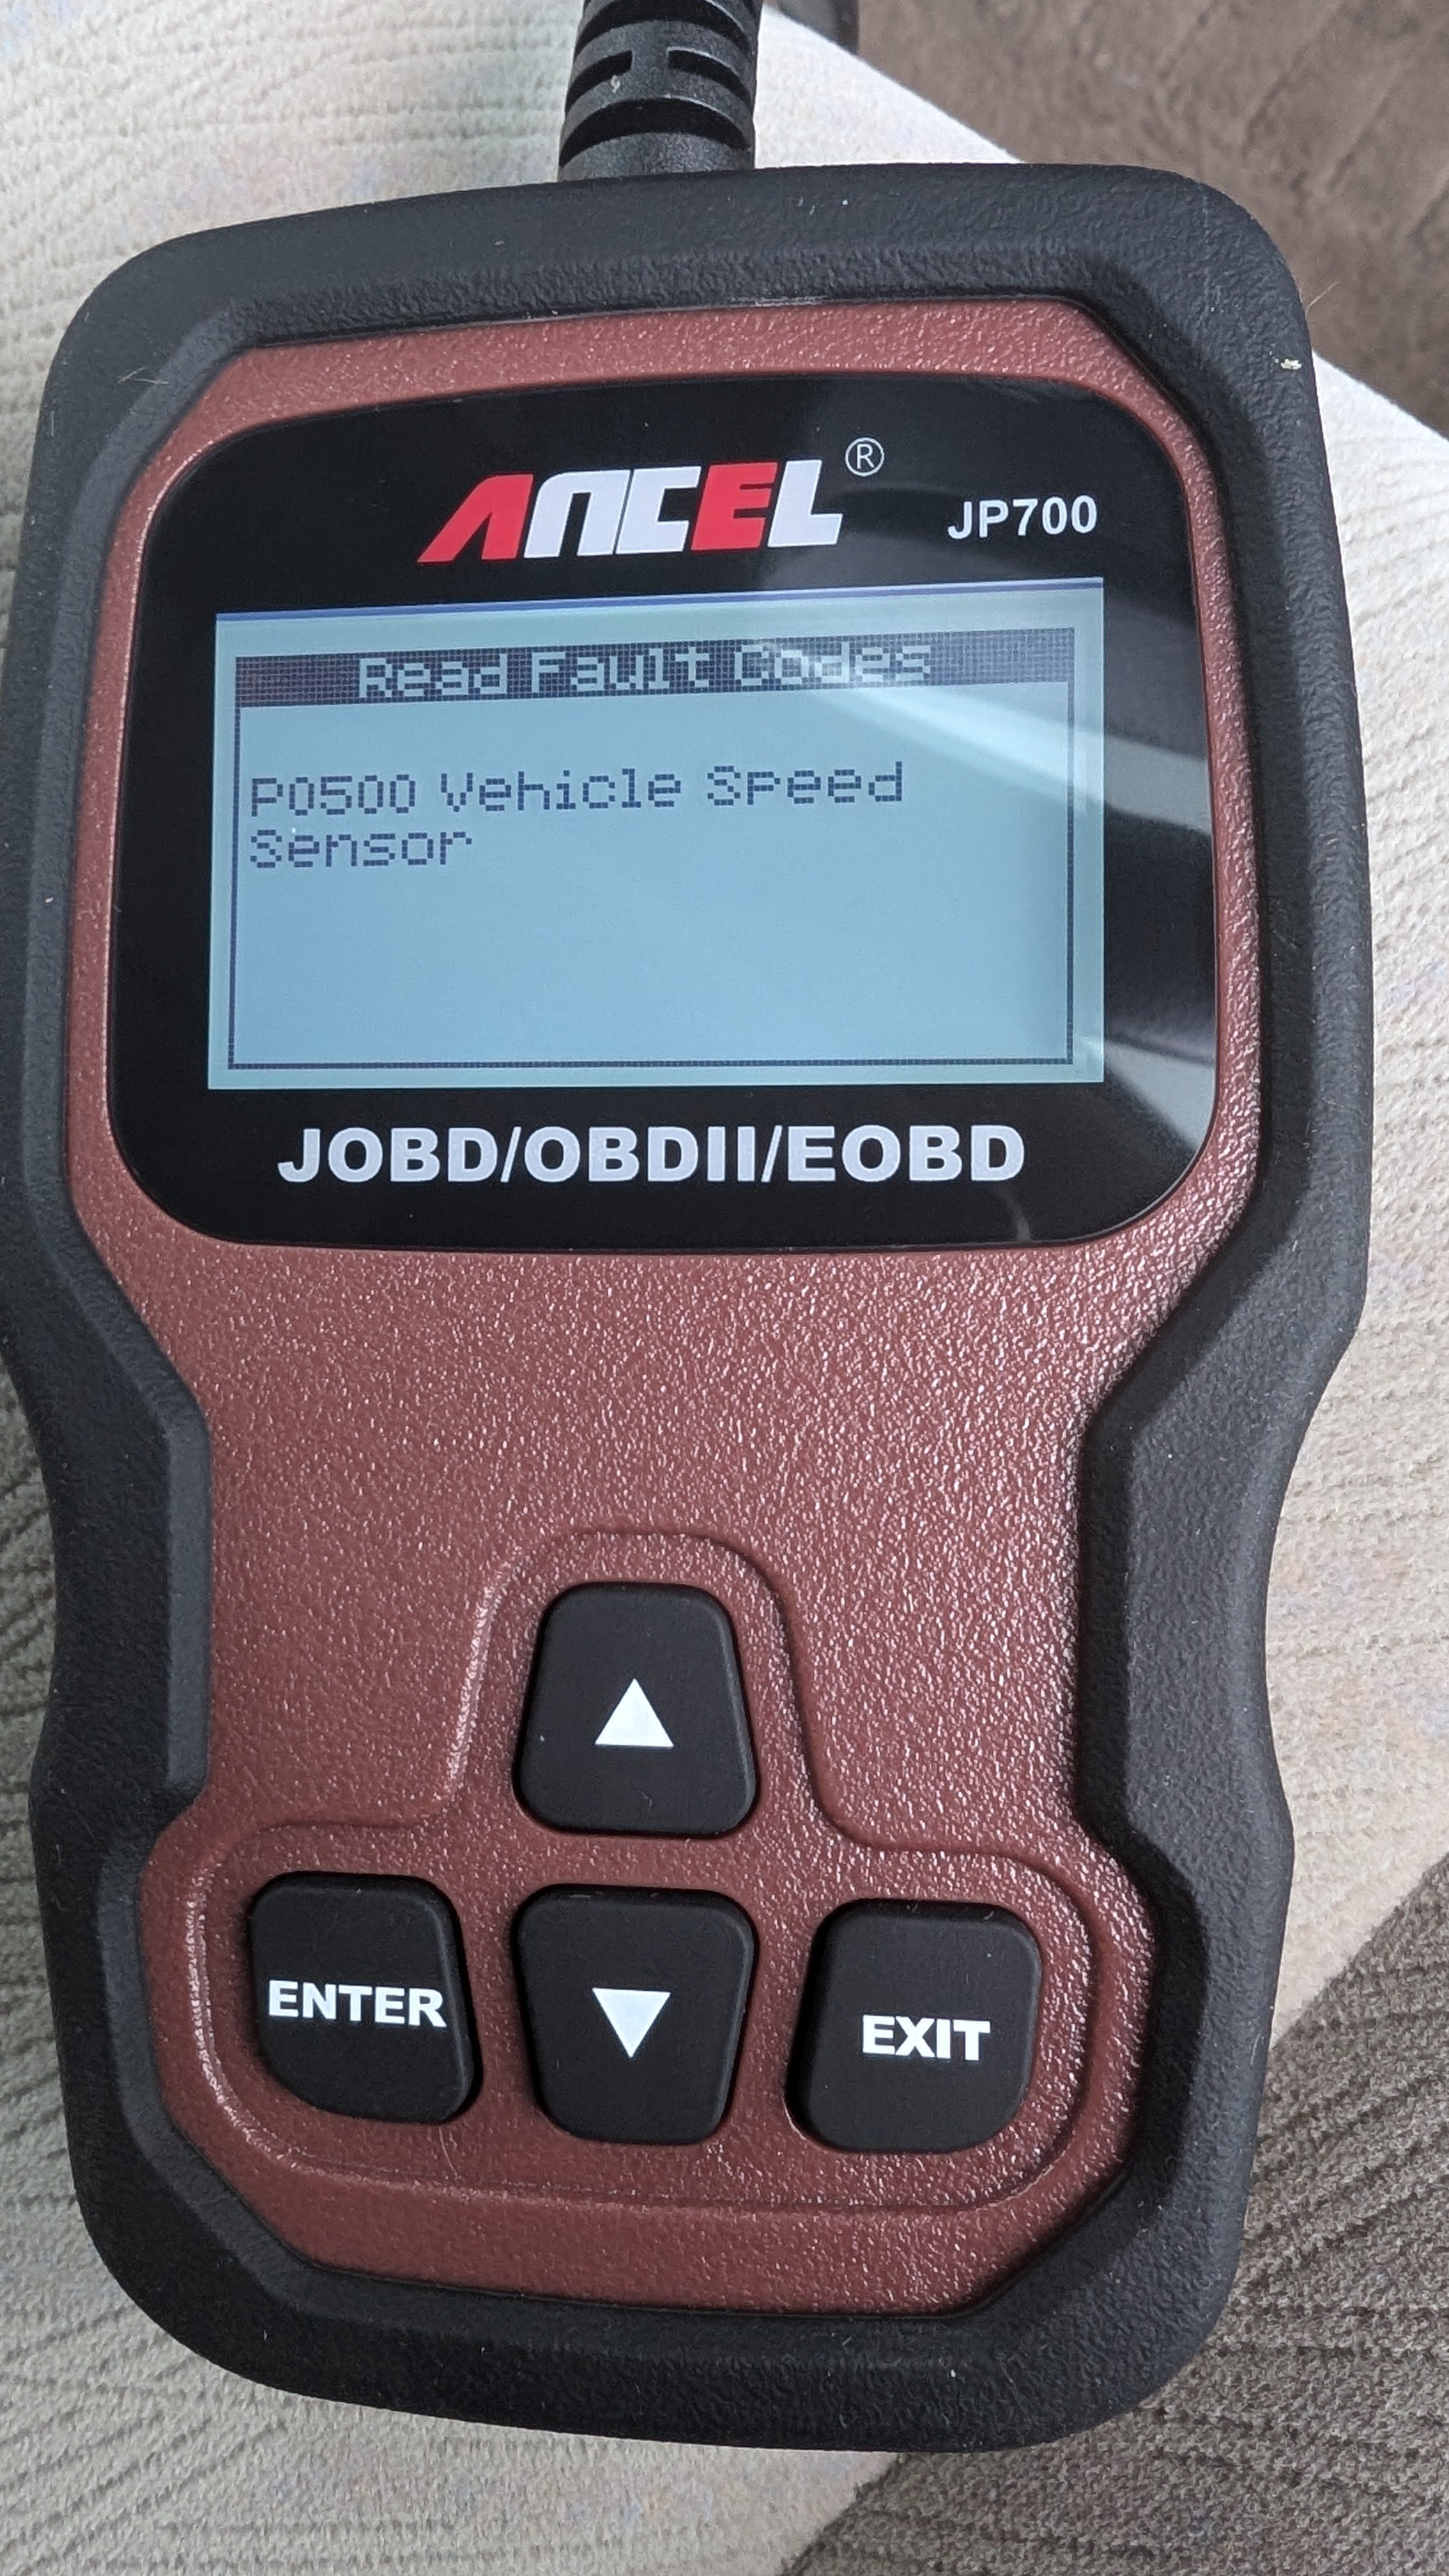 ANCEL®
JP700
Read Fault Codes
P0500 Vehicle Speed
Sensor
JOBD/OBDII/EOBD
▲
ENTER
▼
EXIT